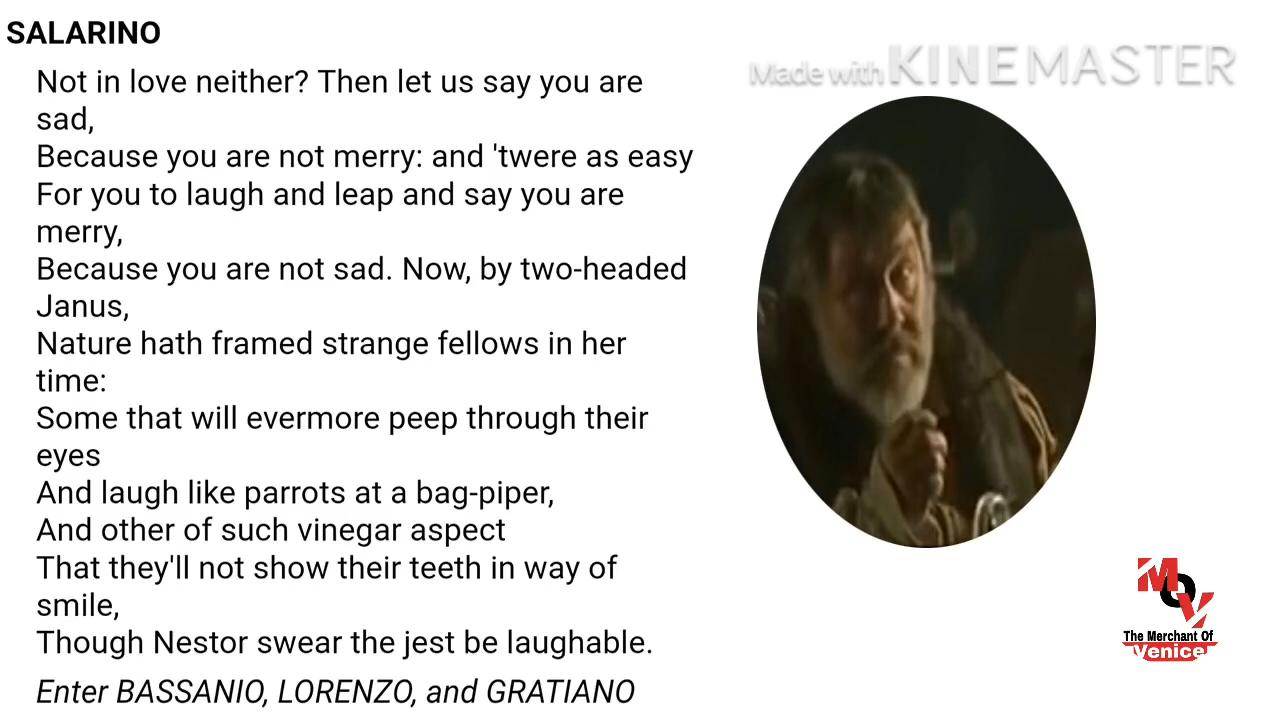 SALARINO
Not in love neither? Then let us say you are
sad,
Because you are not merry: and 'twere as easy
For you to laugh and leap and say you are
merry,
Because you are not sad. Now, by two-headed
Janus,
Nature hath framed strange fellows in her
time:
Some that will evermore peep through their
eyes
And laugh like parrots at a bag-piper,
And other of such vinegar aspect
That they'll not show their teeth in way of
smile,
Though Nestor swear the jest be laughable.
Enter BASSANIO, LORENZO, and GRATIANO
Made with KINEMASTER
MOV
The Merchant Of
Venice